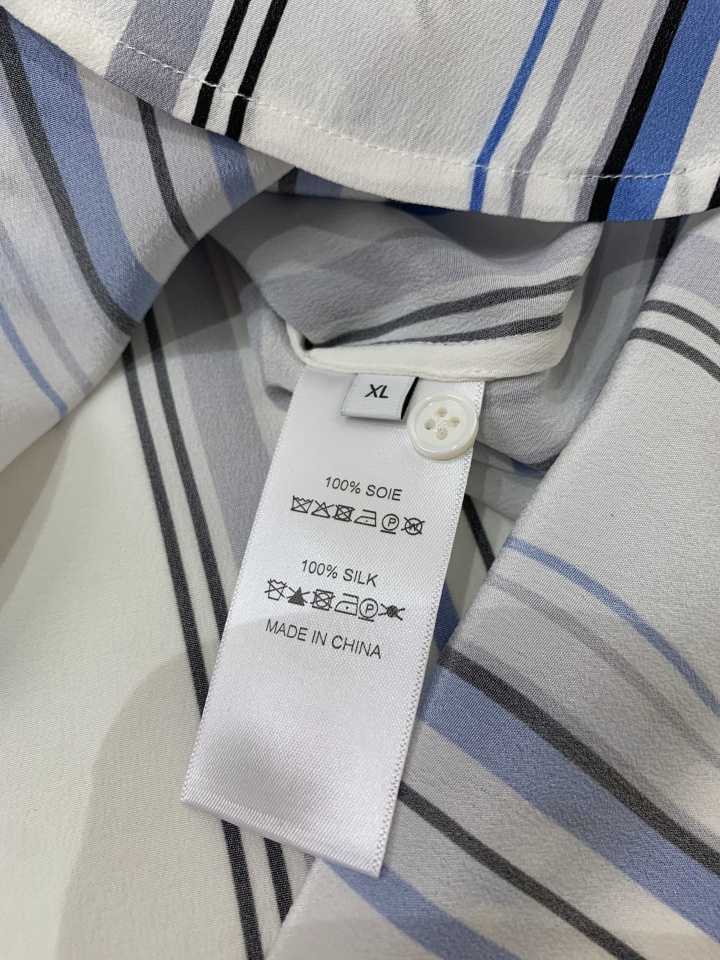 XL
100% SOIE
100% SILK
MADE IN CHINA